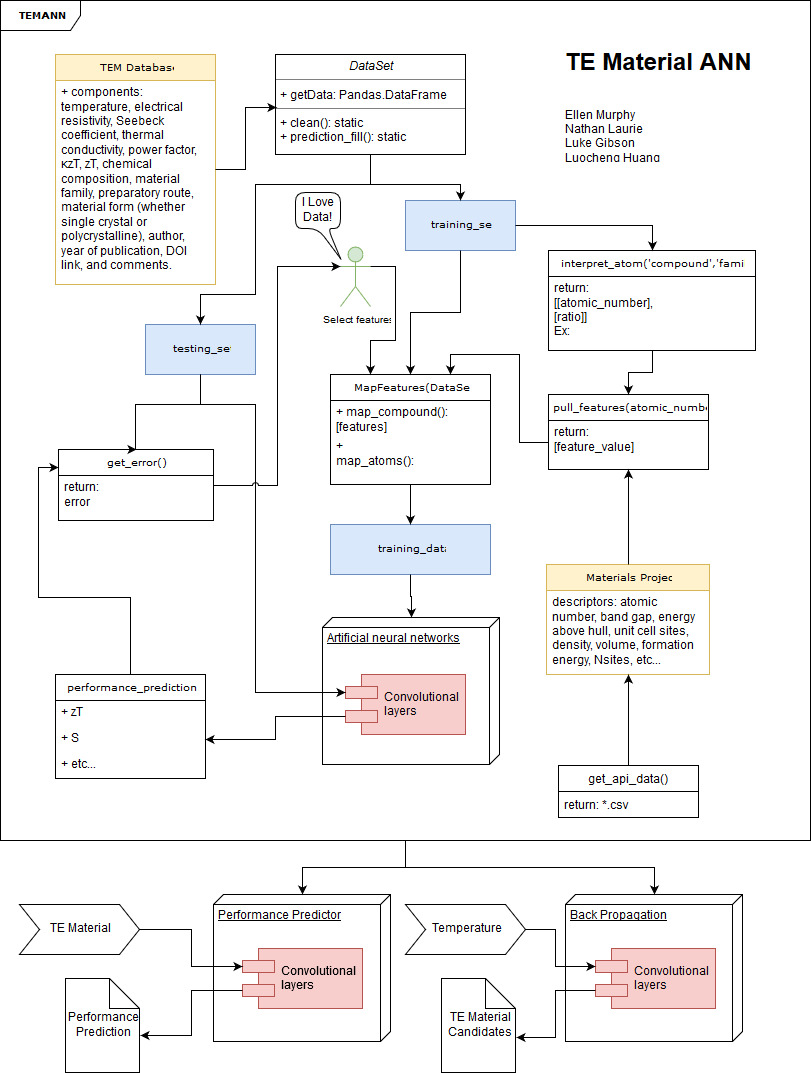 TEMANN
TE Material ANN
Ellen Murphy
Nathan Laurie
Luke Gibson
Luocheng Huang
TEM Databas
+ components:
temperature, electrical
resistivity, Seebeck
coefficient, thermal
conductivity, power factor,
κzT, zT, chemical
composition, material
family, preparatory route,
material form (whether
single crystal or
polycrystalline), author,
year of publication, DOI
link, and comments.
DataSet
+ getData: Pandas.DataFrame
+ clean(): static
+ prediction_fill(): static
I Love
Data!
Select features
training_se
testing_se
interpret_atom('compound','fami
return:
[[atomic_number],
[ratio]]
Ex:
MapFeatures(DataSe
+ map_compound():
[features]
+
map_atoms():
pull_features(atomic_numb
return:
[feature_value]
get_error()
return:
error
training_data
Materials Projec
descriptors: atomic
number, band gap, energy
above hull, unit cell sites,
density, volume, formation
energy, Nsites, etc...
Artificial neural networks
Convolutional
layers
performance_prediction
+ zT
+ S
+ etc...
get_api_data()
return: *.csv
TE Material
Performance Predictor
Convolutional
layers
Performance
Prediction
Temperature
Back Propagation
Convolutional
layers
TE Material
Candidates